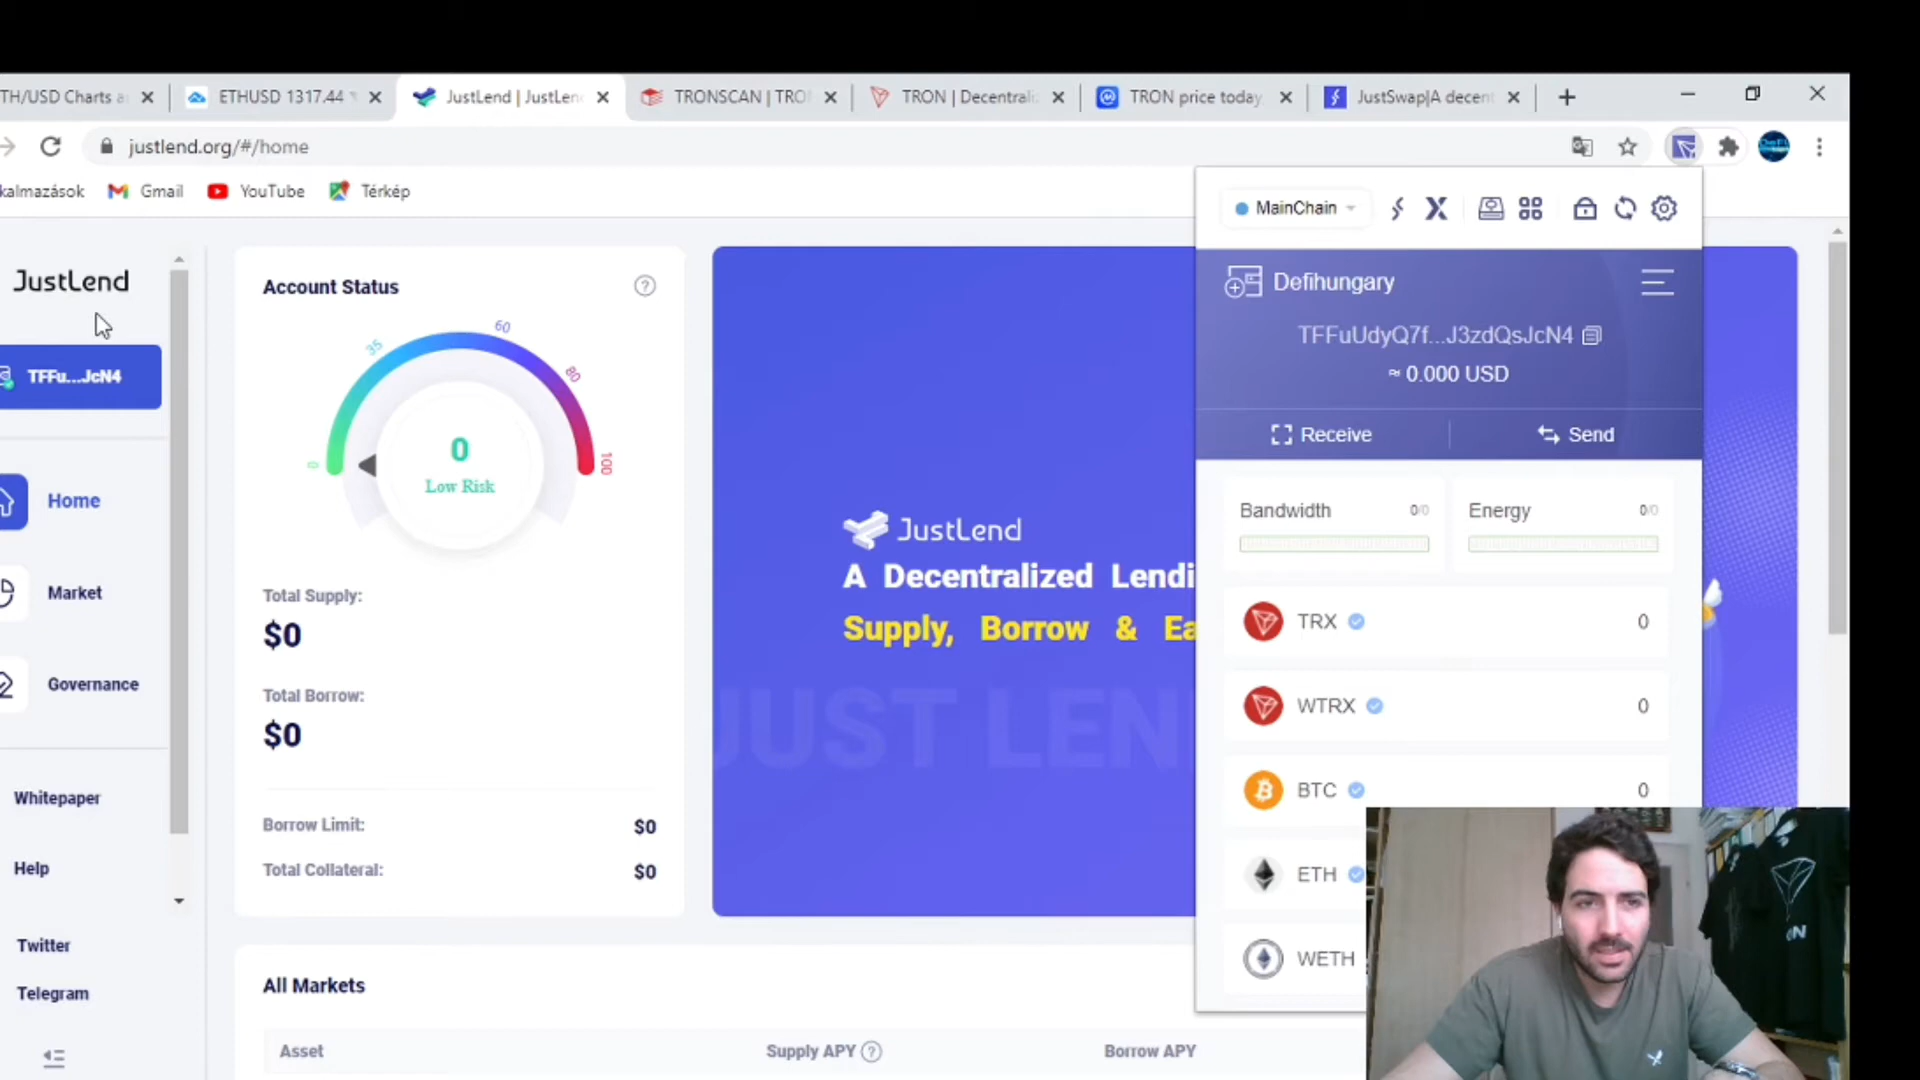 TH/USD Charts a
ETHUSD 1317.44
JustLend | JustLen
TRONSCAN | TRO
TRON | Decentrali
TRON price today
JustSwap|A decent
justlend.org/#/home
kalmazások
Gmail
YouTube
Térkép
MainChain
JustLend
TFFu...JcN4
Home
Market
Governance
Whitepaper
Help
Twitter
Telegram
Account Status
0
35
60
80
100
0
Low Risk
Total Supply:
$0
Total Borrow:
$0
Borrow Limit: $0
Total Collateral: $0
JustLend
A Decentralized Lendi
Supply, Borrow & Ea
JUST LEN
Defihungary
TFFuUdyQ7f...J3zdQsJcN4
≈ 0.000 USD
Receive
Send
Bandwidth 0/0
Energy 0/0
TRX 0
WTRX 0
BTC 0
ETH
WETH
All Markets
Asset Supply APY Borrow APY